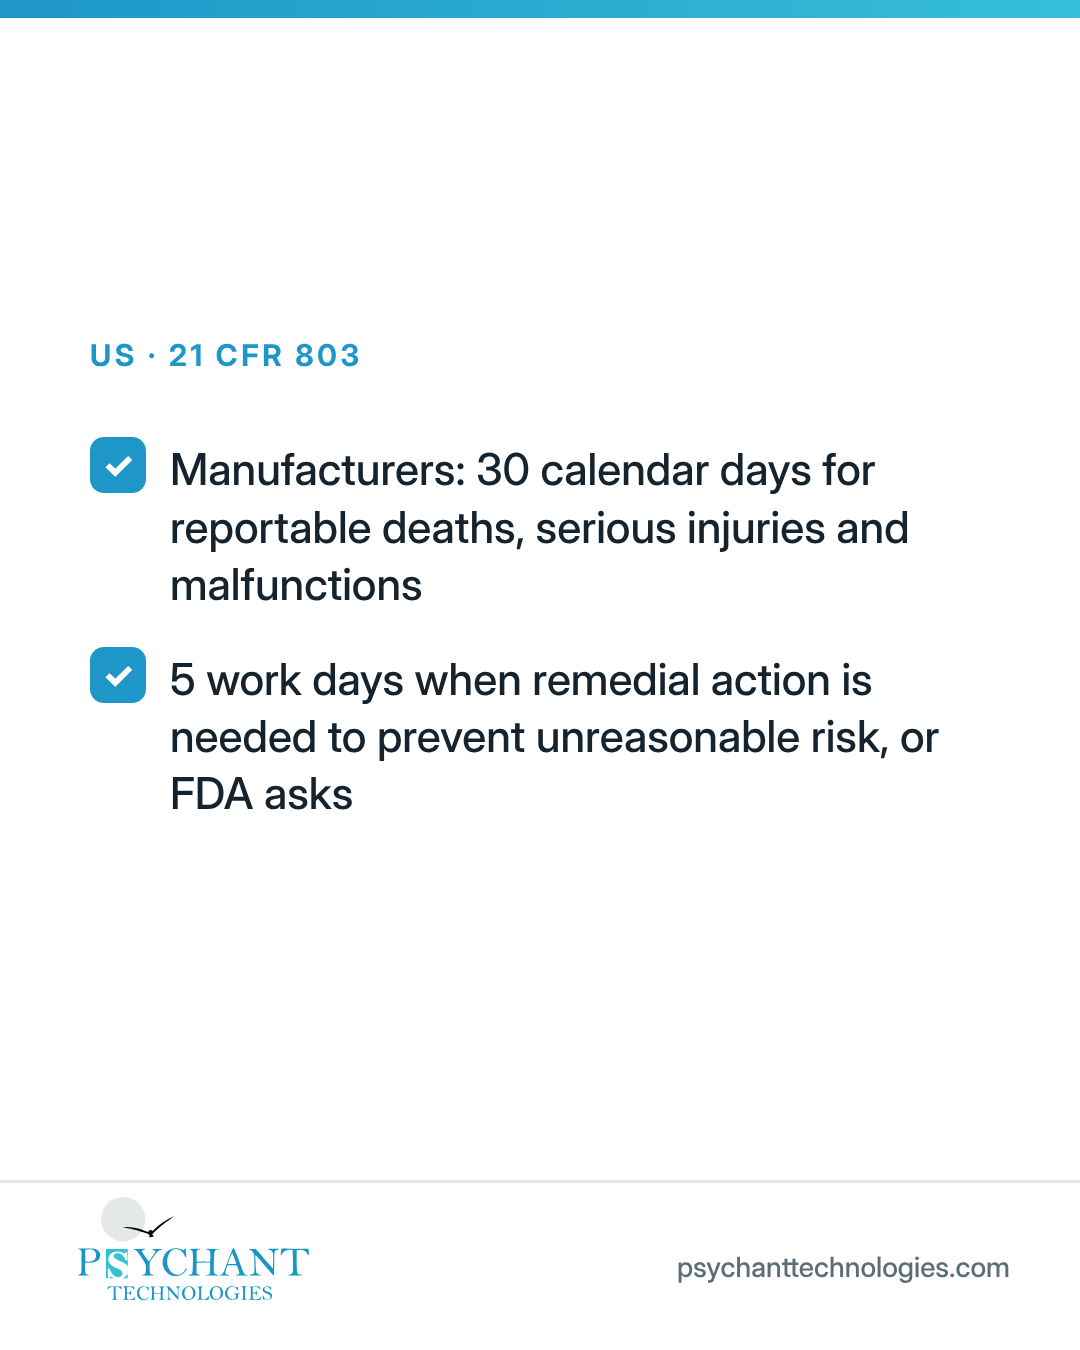 US · 21 CFR 803
Manufacturers: 30 calendar days for
reportable deaths, serious injuries and
malfunctions
5 work days when remedial action is
needed to prevent unreasonable risk, or
FDA asks
PSYCHANT
TECHNOLOGIES
psychanttechnologies.com